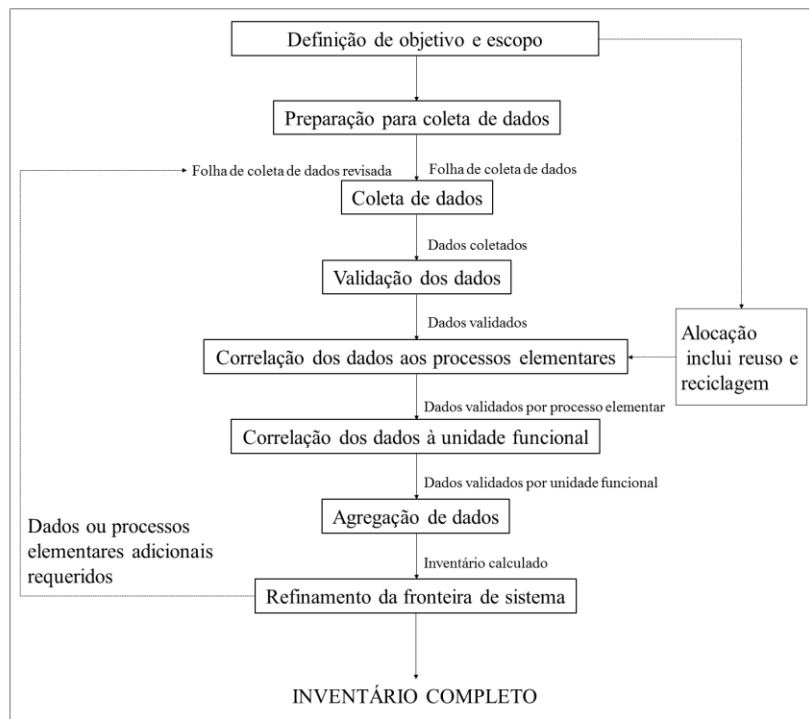 Definição de objetivo e escopo
Preparação para coleta de dados
Folha de coleta de dados revisada
Folha de coleta de dados
Coleta de dados
Dados coletados
Validação dos dados
Dados validados
Alocação
inclui reuso e
reciclagem
Correlação dos dados aos processos elementares
Dados validados por processo elementar
Correlação dos dados à unidade funcional
Dados validados por unidade funcional
Agregação de dados
Dados ou processos
elementares adicionais
requeridos
Inventário calculado
Refinamento da fronteira de sistema
INVENTÁRIO COMPLETO